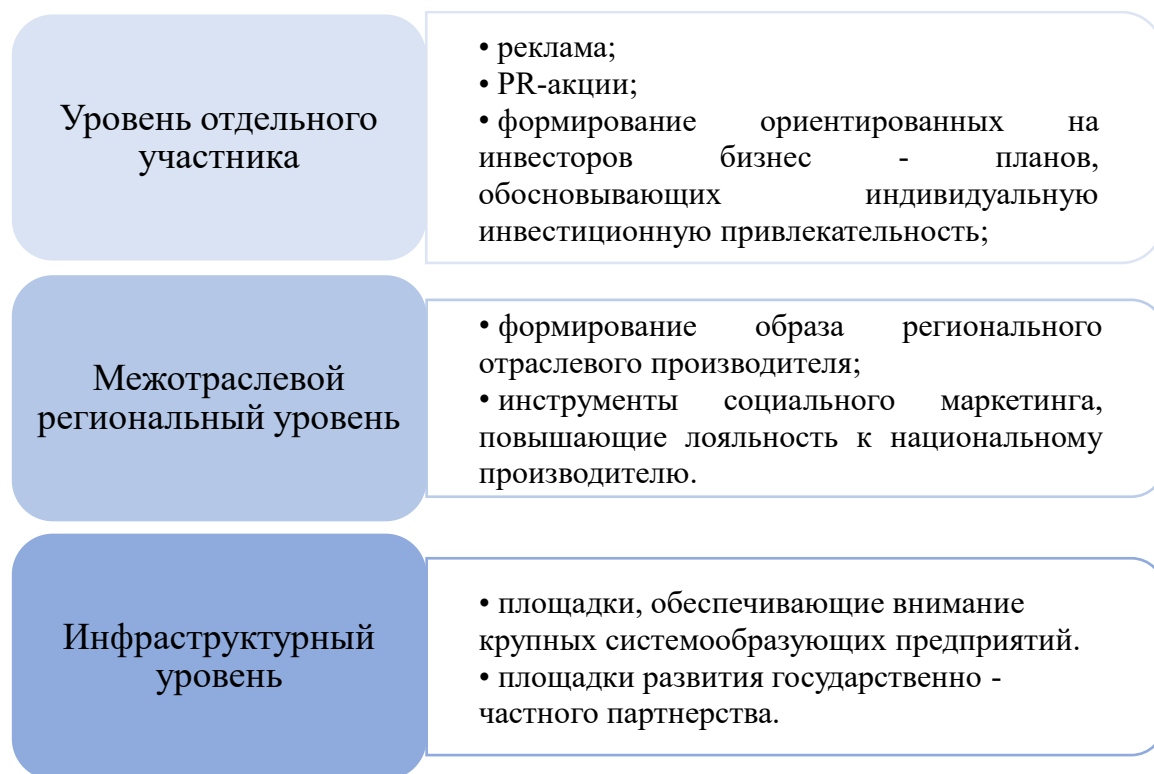 Уровень отдельного
участника
• реклама;
• PR-акции;
• формирование ориентированных на
инвесторов бизнес - планов,
обосновывающих индивидуальную
инвестиционную привлекательность;
Межотраслевой
региональный уровень
• формирование образа регионального
отраслевого производителя;
• инструменты социального маркетинга,
повышающие лояльность к национальному
производителю.
Инфраструктурный
уровень
• площадки, обеспечивающие внимание
крупных системообразующих предприятий.
• площадки развития государственно -
частного партнерства.